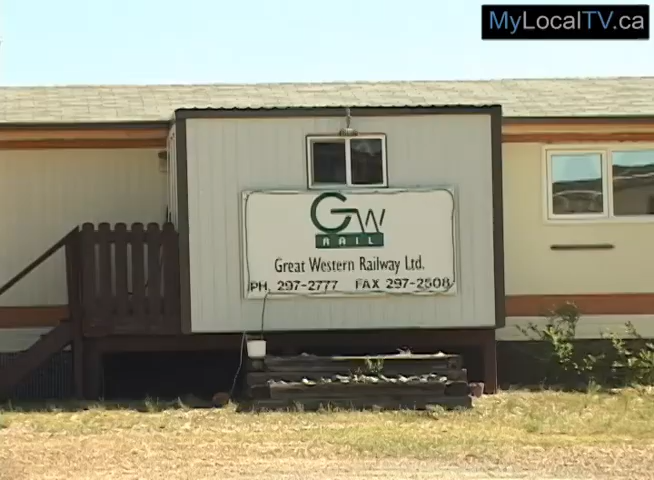 MyLocalTV.ca
GW
RAIL
Great Western Railway Ltd.
PH. 297-2777 FAX 297-2508